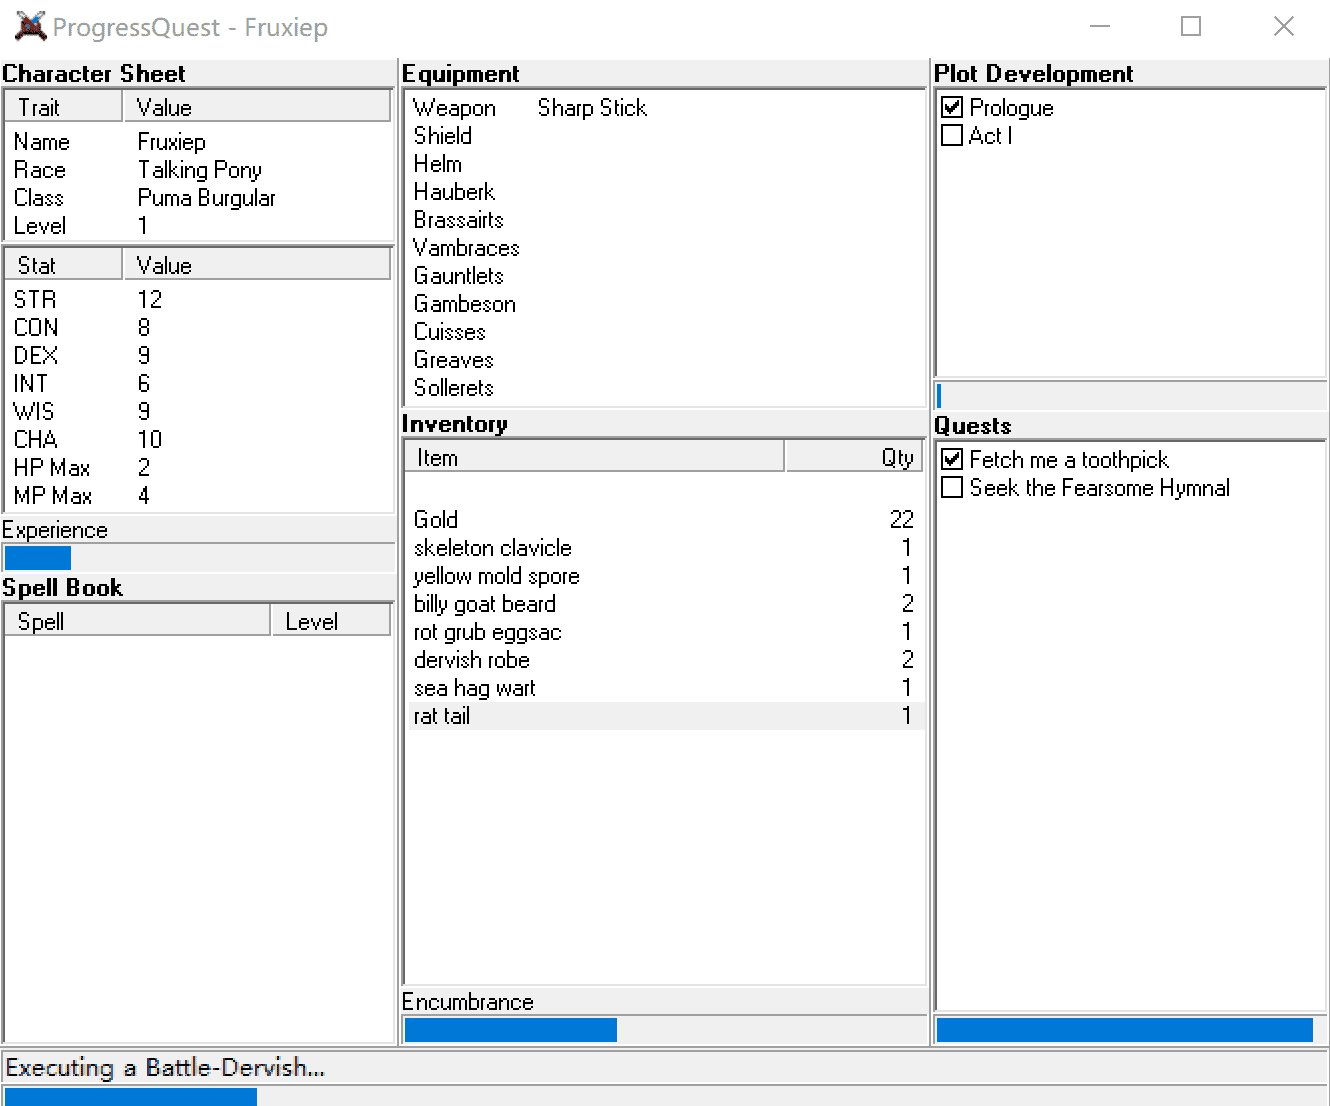 ProgressQuest - Fruxiep
Character Sheet
Trait Value
Name Fruxiep
Race Talking Pony
Class Puma Burgular
Level 1
Stat Value
STR 12
CON 8
DEX 9
INT 6
WIS 9
CHA 10
HP Max 2
MP Max 4
Experience
Spell Book
Spell Level
Equipment
Weapon Sharp Stick
Shield
Helm
Hauberk
Brassairts
Vambraces
Gauntlets
Gambeson
Cuisses
Greaves
Sollerets
Inventory
Item Qty
Gold 22
skeleton clavicle 1
yellow mold spore 1
billy goat beard 2
rot grub eggsac 1
dervish robe 2
sea hag wart 1
rat tail 1
Encumbrance
Plot Development
Prologue
Act I
Quests
Fetch me a toothpick
Seek the Fearsome Hymnal
Executing a Battle-Dervish...